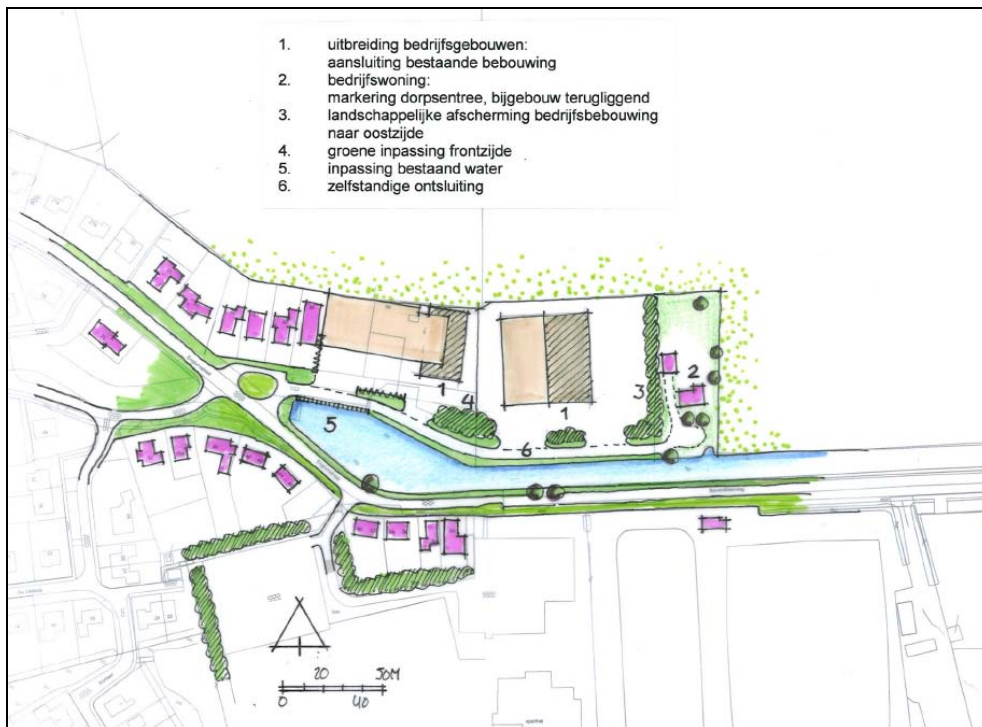 1. uitbreiding bedrijfsgebouwen:
aansluiting bestaande bebouwing
2. bedrijfswoning:
markering dorpsentree, bijgebouw terugliggend
3. landschappelijke afscherming bedrijfsbebouwing
naar oostzijde
4. groene inpassing frontzijde
5. inpassing bestaand water
6. zelfstandige ontsluiting
3
2
1
4
1
5
6
20
50M
0
40